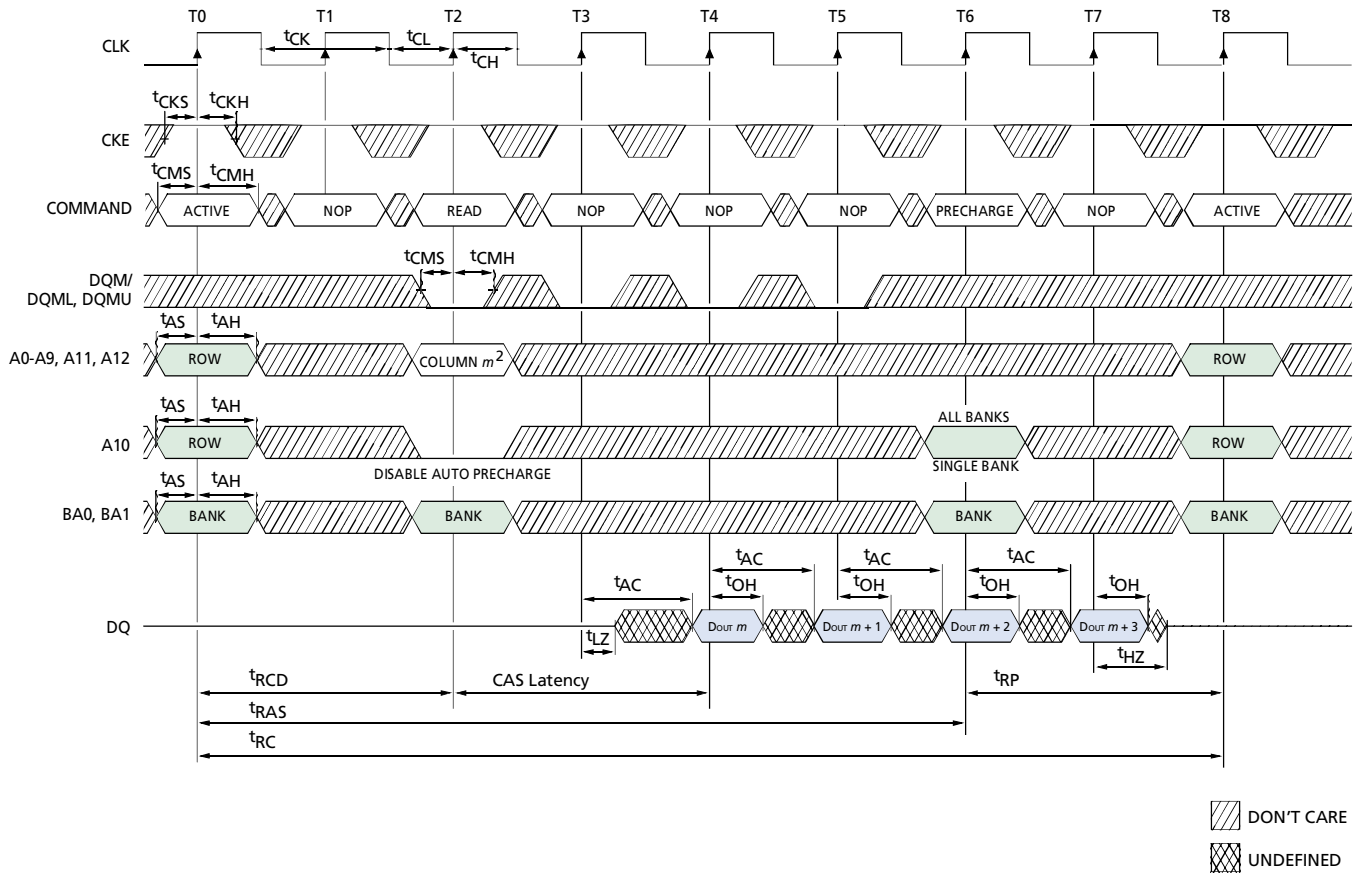 T0 T1 T2 T3 T4 T5 T6 T7 T8
CLK tCK tCL tCH
tCKS tCKH
CKE
tCMS tCMH
COMMAND ACTIVE NOP READ NOP NOP NOP PRECHARGE NOP ACTIVE
tCMS tCMH
DQM/
DQML, DQMU
tAS tAH
A0-A9, A11, A12 ROW COLUMN m2 ROW
tAS tAH ALL BANKS
A10 ROW ROW
DISABLE AUTO PRECHARGE SINGLE BANK
tAS tAH
BA0, BA1 BANK BANK BANK BANK
tAC tAC tAC tAC
tOH tOH tOH tOH
DQ DOUT m DOUT m + 1 DOUT m + 2 DOUT m + 3
tLZ tHZ
tRCD CAS Latency tRP
tRAS
tRC
DON'T CARE
UNDEFINED